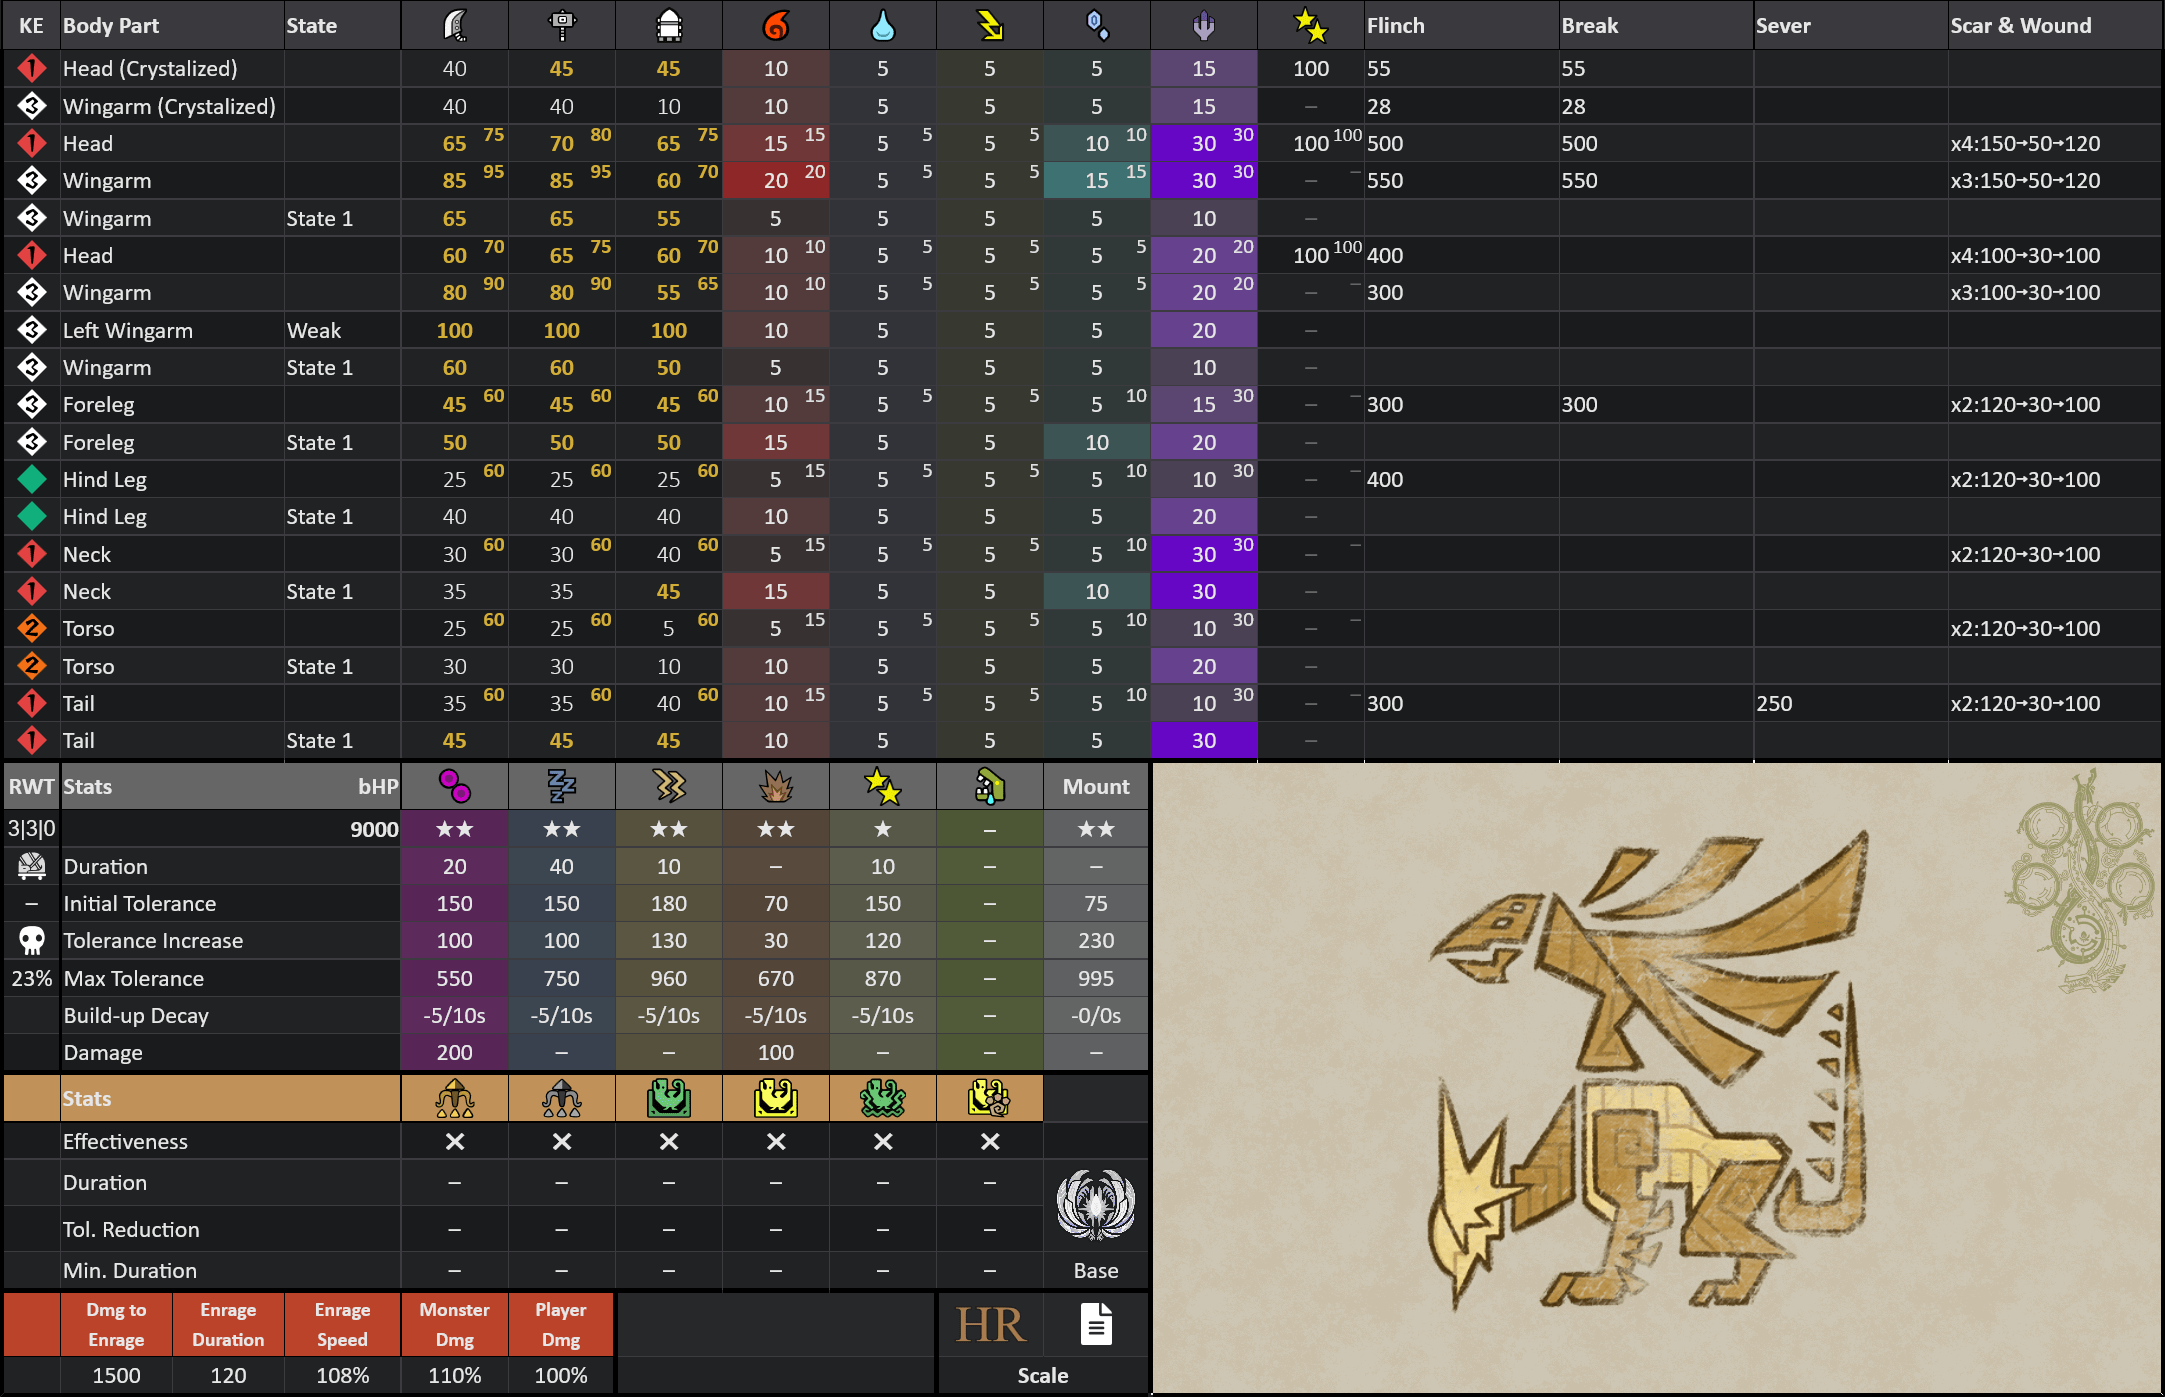 KE Body Part State Flinch Break Sever Scar & Wound
1 Head (Crystalized) 40 45 45 10 5 5 5 15 100 55 55
3 Wingarm (Crystalized) 40 40 10 10 5 5 5 15 – 28 28
1 Head 65 75 70 80 65 75 15 15 5 5 5 5 10 10 30 30 100 100 500 500 x4:150→50→120
3 Wingarm 85 95 85 95 60 70 20 20 5 5 5 5 15 15 30 30 – – 550 550 x3:150→50→120
3 Wingarm State 1 65 65 55 5 5 5 5 10 –
1 Head 60 70 65 75 60 70 10 10 5 5 5 5 5 5 20 20 100 100 400 x4:100→30→100
3 Wingarm 80 90 80 90 55 65 10 10 5 5 5 5 5 5 20 20 – – 300 x3:100→30→100
3 Left Wingarm Weak 100 100 100 10 5 5 5 20 –
3 Wingarm State 1 60 60 50 5 5 5 5 10 –
3 Foreleg 45 60 45 60 45 60 10 15 5 5 5 5 5 10 15 30 – – 300 300 x2:120→30→100
3 Foreleg State 1 50 50 50 15 5 5 10 20 –
Hind Leg 25 60 25 60 25 60 5 15 5 5 5 5 5 10 10 30 – – 400 x2:120→30→100
Hind Leg State 1 40 40 40 10 5 5 5 20 –
1 Neck 30 60 30 60 40 60 5 15 5 5 5 5 5 10 30 30 – – x2:120→30→100
1 Neck State 1 35 35 45 15 5 5 10 30 –
2 Torso 25 60 25 60 5 60 5 15 5 5 5 5 5 10 10 30 – – x2:120→30→100
2 Torso State 1 30 30 10 10 5 5 5 20 –
1 Tail 35 60 35 60 40 60 10 15 5 5 5 5 5 10 10 30 – – 300 250 x2:120→30→100
1 Tail State 1 45 45 45 10 5 5 5 30 –
RWT Stats bHP ZZZ Mount
3|3|0 9000 ★★ ★★ ★★ ★★ ★ – ★★
Duration 20 40 10 – 10 – –
– Initial Tolerance 150 150 180 70 150 – 75
Tolerance Increase 100 100 130 30 120 – 230
23% Max Tolerance 550 750 960 670 870 – 995
Build-up Decay -5/10s -5/10s -5/10s -5/10s -5/10s – -0/0s
Damage 200 – – 100 – – –
Stats
Effectiveness ✕ ✕ ✕ ✕ ✕ ✕
Duration – – – – – –
Tol. Reduction – – – – – –
Min. Duration – – – – – – Base
Dmg to Enrage Enrage Duration Enrage Speed Monster Dmg Player Dmg HR
1500 120 108% 110% 100% Scale